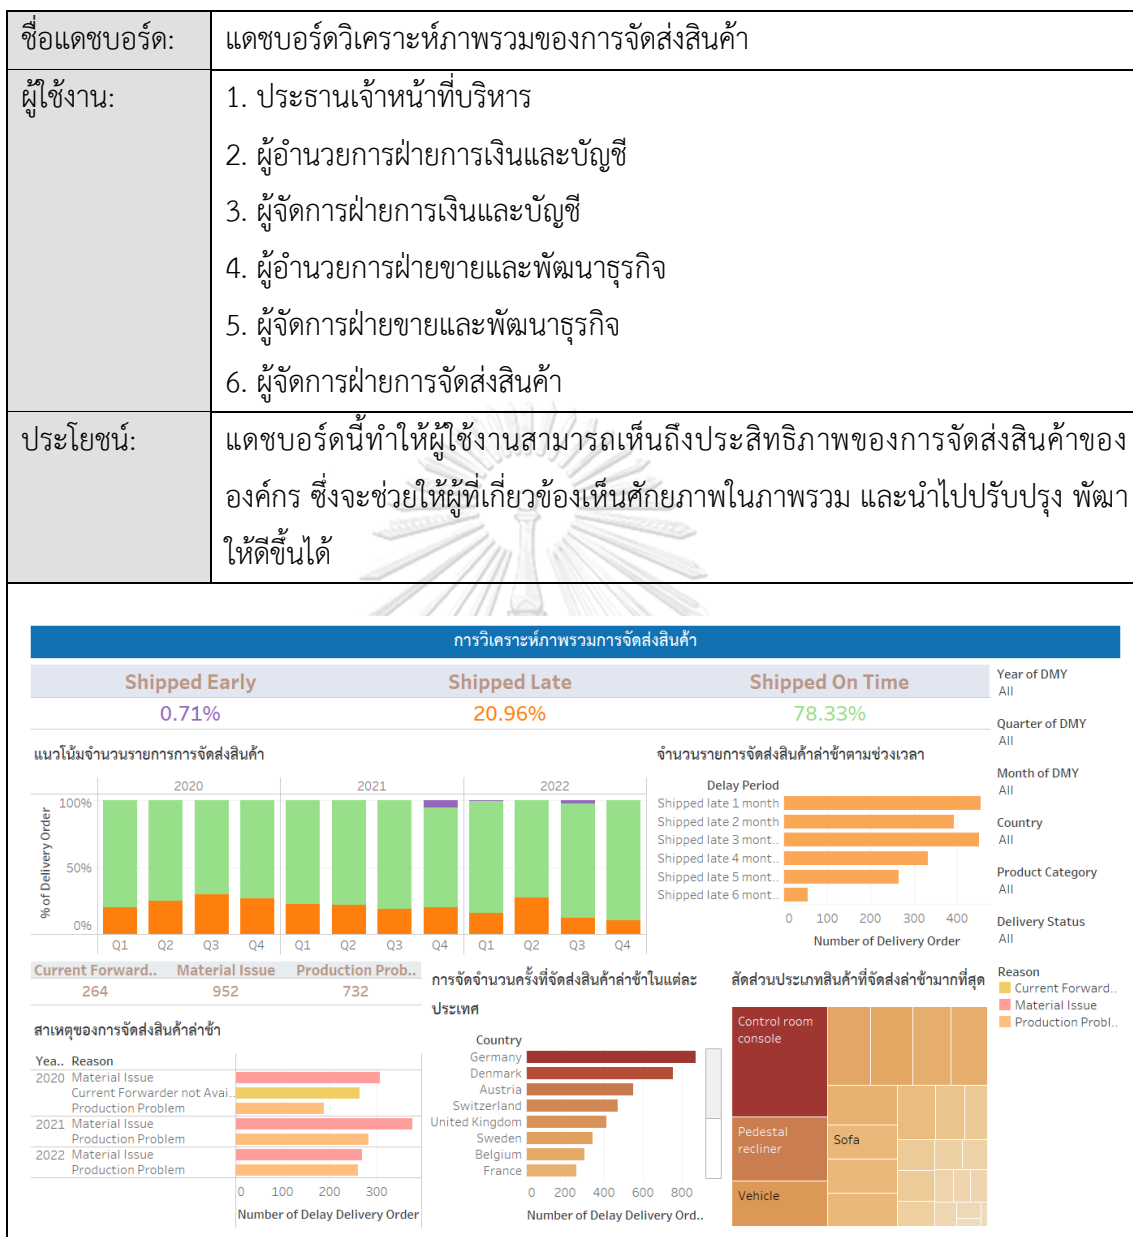 ชื่อแดชบอร์ด:
แดชบอร์ดวิเคราะห์ภาพรวมของการจัดส่งสินค้า
ผู้ใช้งาน:
1. ประธานเจ้าหน้าที่บริหาร
2. ผู้อำนวยการฝ่ายการเงินและบัญชี
3. ผู้จัดการฝ่ายการเงินและบัญชี
4. ผู้อำนวยการฝ่ายขายและพัฒนาธุรกิจ
5. ผู้จัดการฝ่ายขายและพัฒนาธุรกิจ
6. ผู้จัดการฝ่ายการจัดส่งสินค้า
ประโยชน์:
แดชบอร์ดนี้ทำให้ผู้ใช้งานสามารถเห็นถึงประสิทธิภาพของการจัดส่งสินค้าของ
องค์กร ซึ่งจะช่วยให้ผู้ที่เกี่ยวข้องเห็นศักยภาพในภาพรวม และนำไปปรับปรุง พัฒา
ให้ดีขึ้นได้
การวิเคราะห์ภาพรวมการจัดส่งสินค้า
Shipped Early
Shipped Late
Shipped On Time
0.71%
20.96%
78.33%
Year of DMY
All
Quarter of DMY
All
Month of DMY
All
Country
All
Product Category
All
Delivery Status
All
Reason
Current Forward..
Material Issue
Production Probl..
แนวโน้มจำนวนรายการการจัดส่งสินค้า
2020
2021
2022
% of Delivery Order
100%
50%
0%
Q1 Q2 Q3 Q4 Q1 Q2 Q3 Q4 Q1 Q2 Q3 Q4
จำนวนรายการจัดส่งสินค้าล่าช้าตามช่วงเวลา
Delay Period
Shipped late 1 month
Shipped late 2 month
Shipped late 3 mont..
Shipped late 4 mont..
Shipped late 5 mont..
Shipped late 6 mont..
0 100 200 300 400
Number of Delivery Order
Current Forward.. Material Issue Production Prob..
264 952 732
สาเหตุของการจัดส่งสินค้าล่าช้า
Yea.. Reason
2020 Material Issue
Current Forwarder not Avai..
Production Problem
2021 Material Issue
Production Problem
2022 Material Issue
Production Problem
0 100 200 300
Number of Delay Delivery Order
การจัดจำนวนครั้งที่จัดส่งสินค้าล่าช้าในแต่ละ
ประเทศ
Country
Germany
Denmark
Austria
Switzerland
United Kingdom
Sweden
Belgium
France
0 200 400 600 800
Number of Delay Delivery Ord..
สัดส่วนประเภทสินค้าที่จัดส่งล่าช้ามากที่สุด
Control room
console
Pedestal
recliner
Vehicle
Sofa